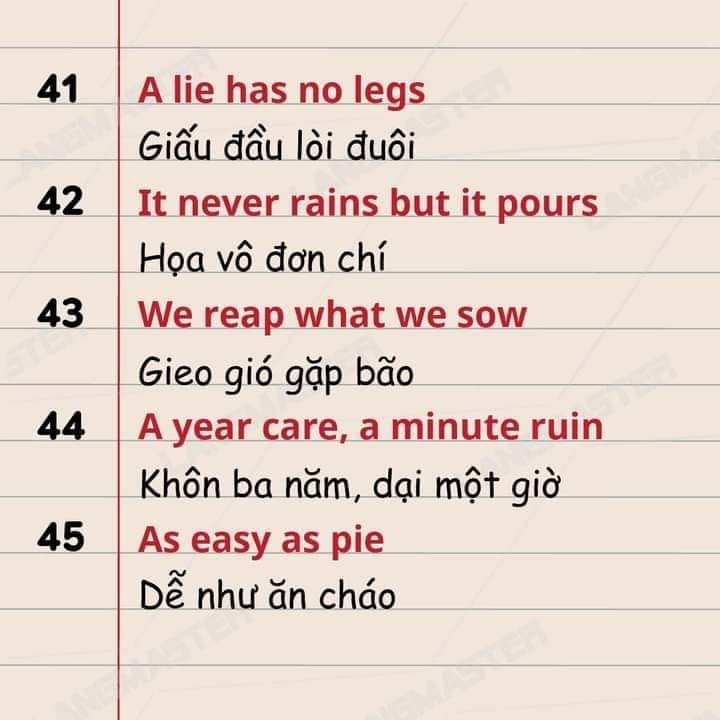 41 A lie has no legs
Giấu đầu lòi đuôi
42 It never rains but it pours
Họa vô đơn chí
43 We reap what we sow
Gieo gió gặp bão
44 A year care, a minute ruin
Khôn ba năm, dại một giờ
45 As easy as pie
Dễ như ăn cháo
LANGMASTER